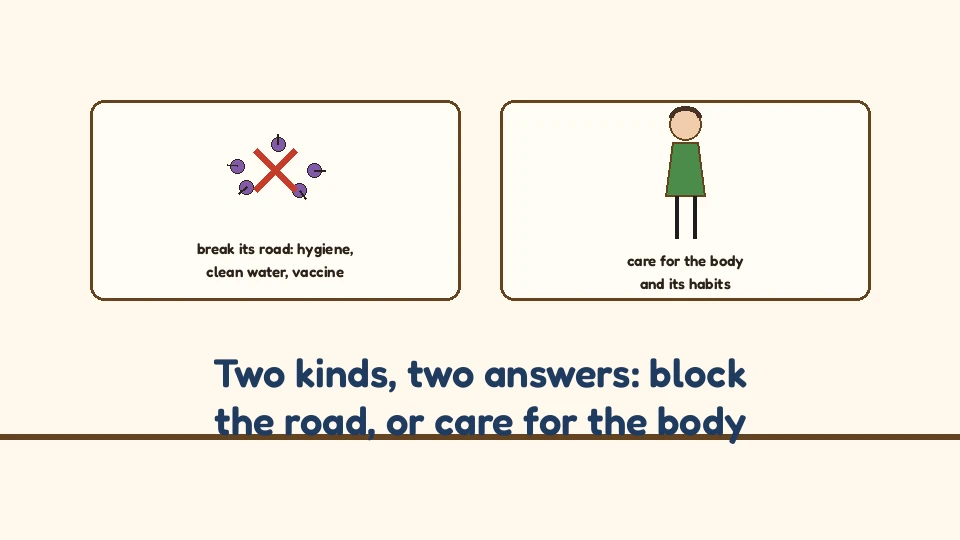 break its road: hygiene,
clean water, vaccine
care for the body
and its habits
Two kinds, two answers: block
the road, or care for the body